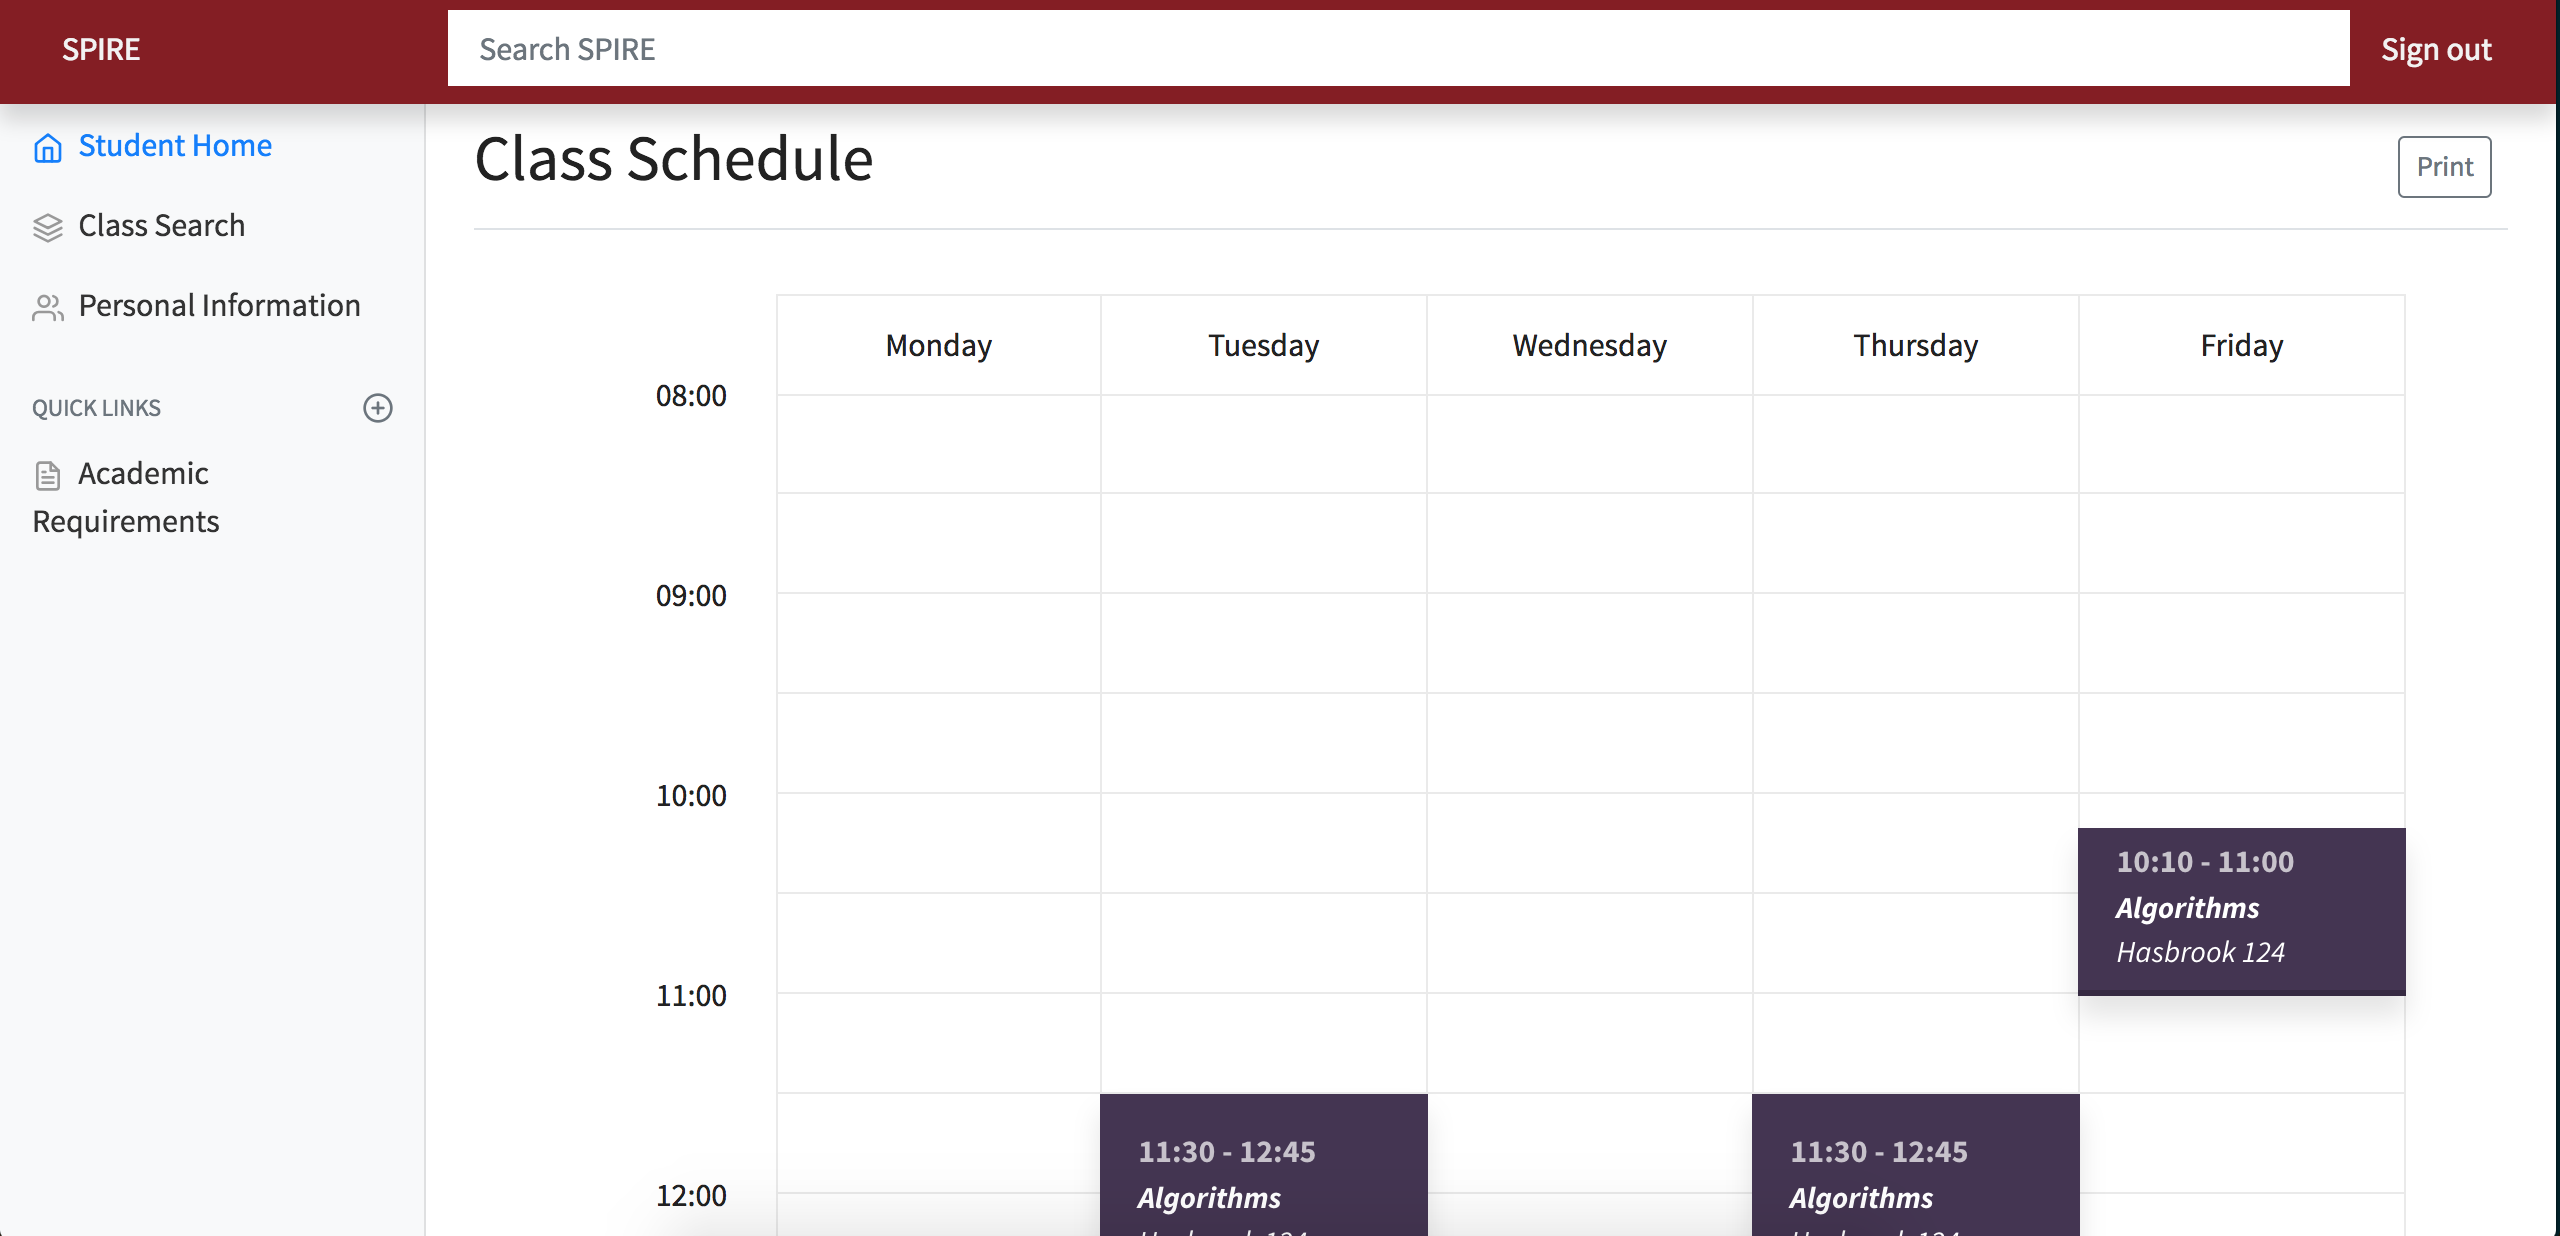 SPIRE
Search SPIRE
Sign out
Student Home
Class Search
Personal Information
QUICK LINKS
Academic
Requirements
Class Schedule
Print
Monday
Tuesday
Wednesday
Thursday
Friday
08:00
09:00
10:00
10:10 - 11:00
Algorithms
Hasbrook 124
11:00
11:30 - 12:45
Algorithms
11:30 - 12:45
Algorithms
12:00